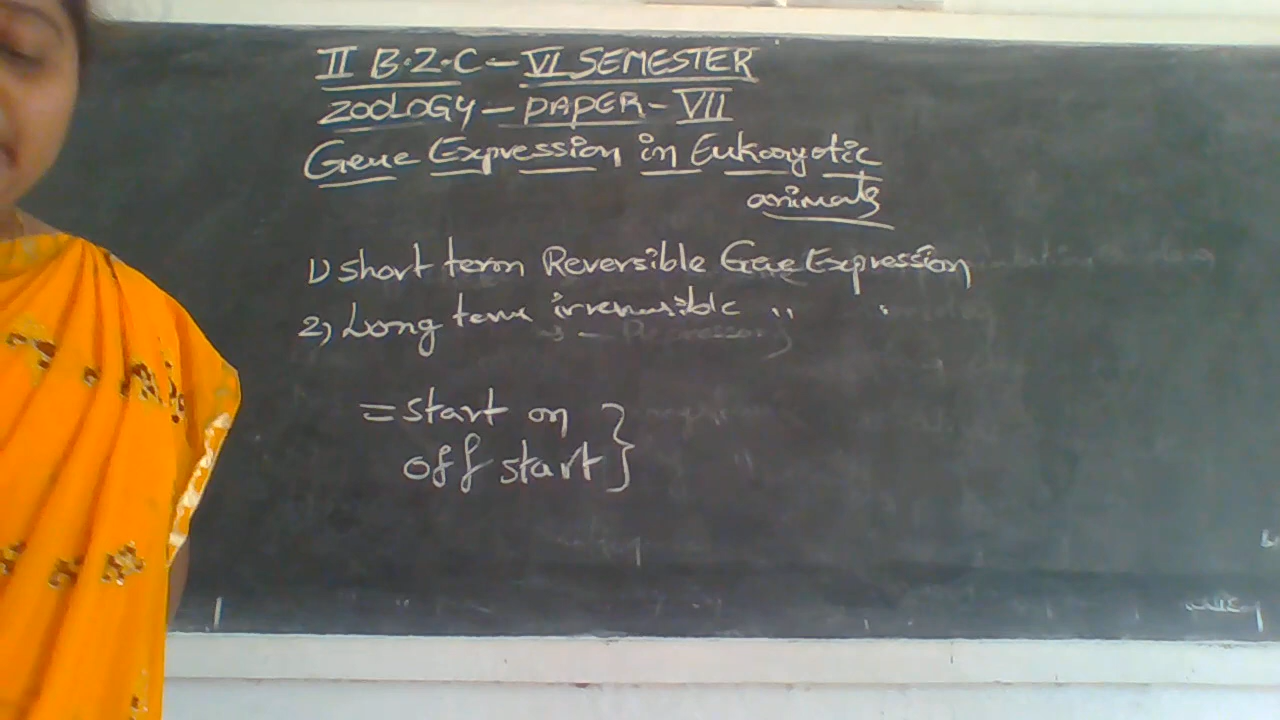 II B.Z.C - VI SEMESTER
ZOOLOGY - PAPER - VII
Gene Expression in Eukaryotic
animals
1) Short term Reversible Gene Expression
2) Long term irreversible " "
= start on
off start }